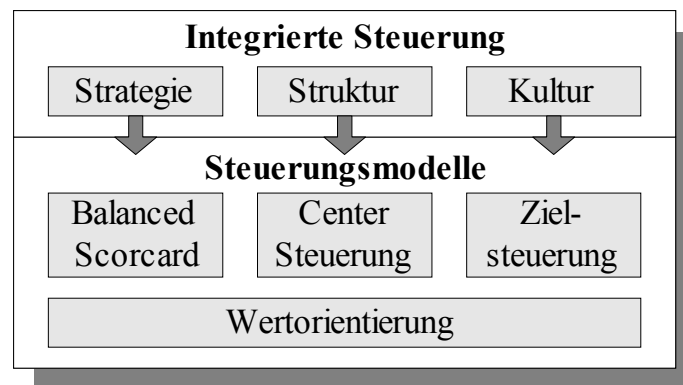 Integrierte Steuerung
Strategie
Struktur
Kultur
Steuerungsmodelle
Balanced
Scorcard
Center
Steuerung
Ziel-
steuerung
Wertorientierung